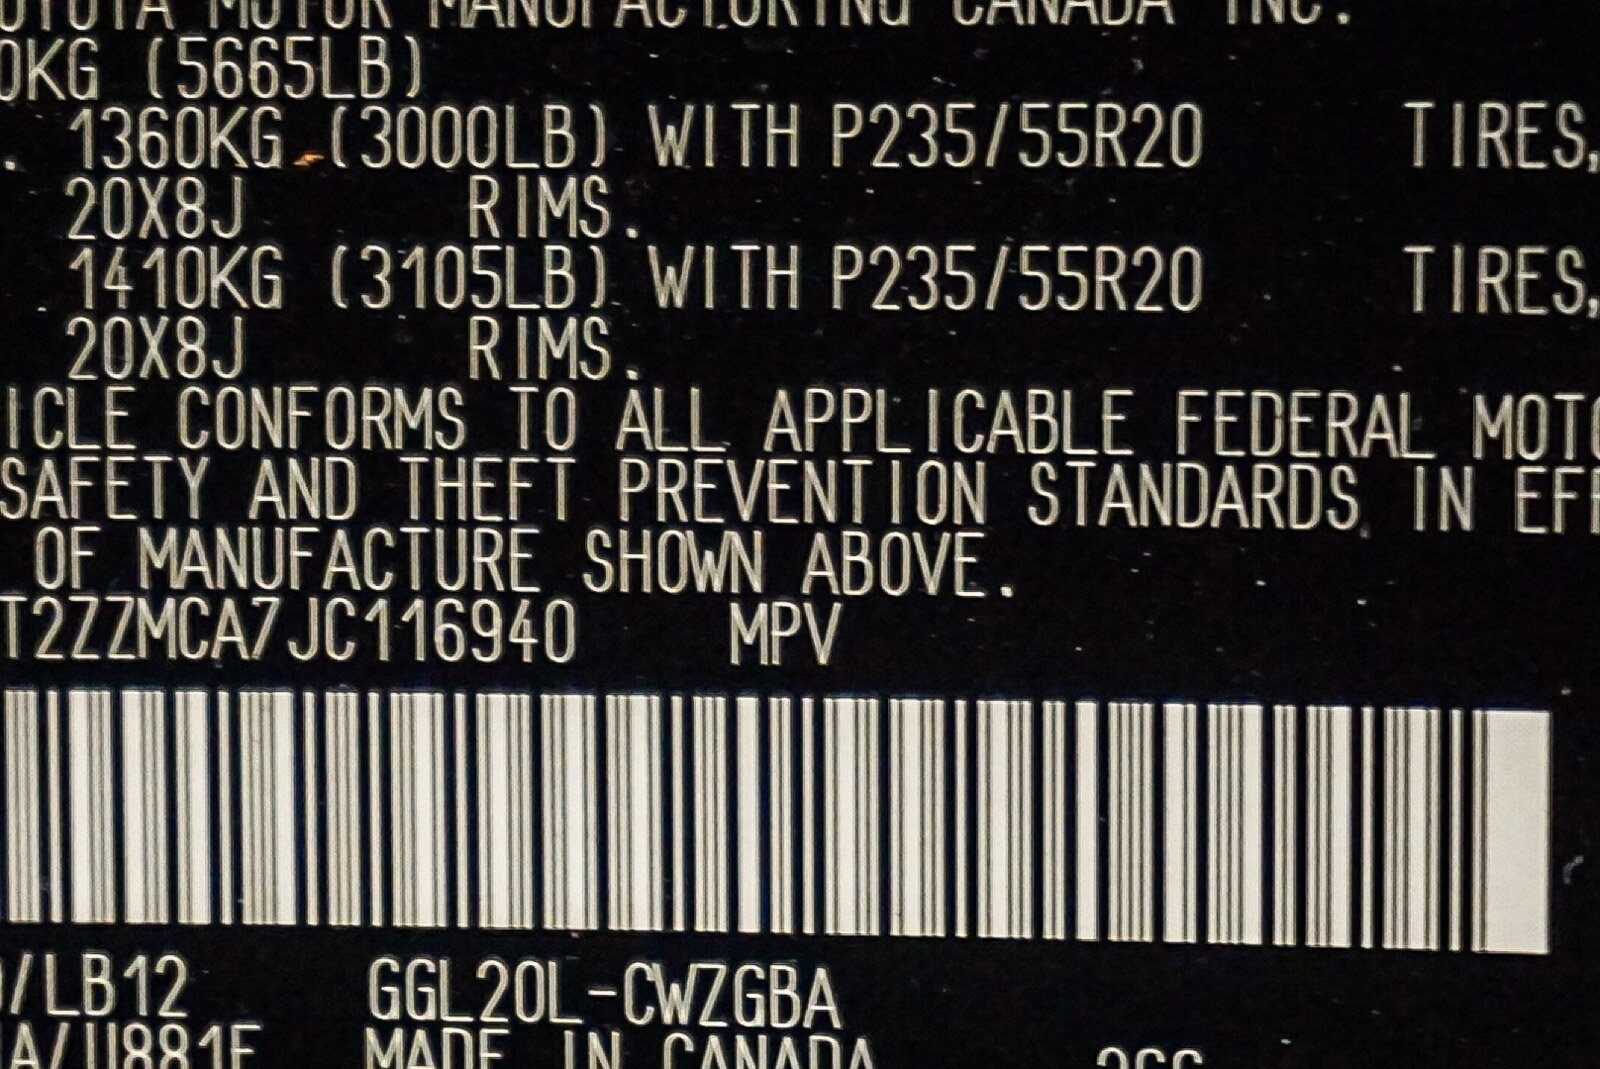 OYOTA MOTOR MANUFACTURING CANADA INC.
0KG (5665LB)
. 1360KG (3000LB) WITH P235/55R20 TIRES,
20X8J RIMS.
1410KG (3105LB) WITH P235/55R20 TIRES,
20X8J RIMS.
ICLE CONFORMS TO ALL APPLICABLE FEDERAL MOTO
SAFETY AND THEFT PREVENTION STANDARDS IN EFF
OF MANUFACTURE SHOWN ABOVE.
T2ZZMCA7JC116940 MPV
/LB12 GGL20L-CWZGBA
A/U881F MADE IN CANADA